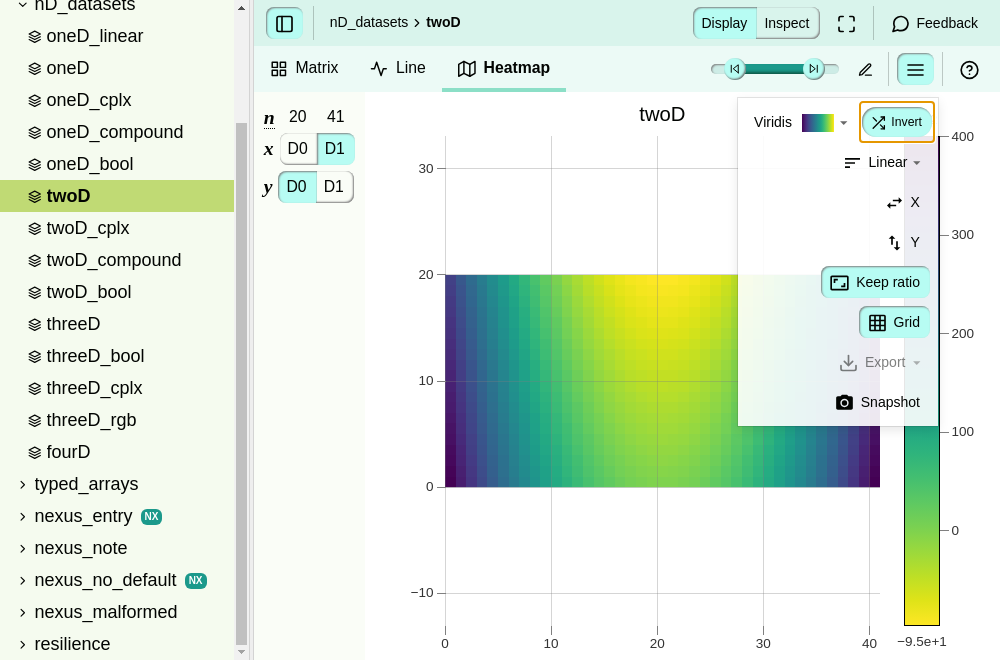 nD_datasets
oneD_linear
oneD
oneD_cplx
oneD_compound
oneD_bool
twoD
twoD_cplx
twoD_compound
twoD_bool
threeD
threeD_bool
threeD_cplx
threeD_rgb
fourD
typed_arrays
nexus_entry NX
nexus_note
nexus_no_default NX
nexus_malformed
resilience
nD_datasets > twoD
Display Inspect
Feedback
Matrix Line Heatmap
n 20 41
x D0 D1
y D0 D1
twoD
Viridis Invert
Linear
X
Y
Keep ratio
Grid
Export
Snapshot
30
20
10
0
−10
0 10 20 30 40
400
300
200
100
0
−9.5e+1